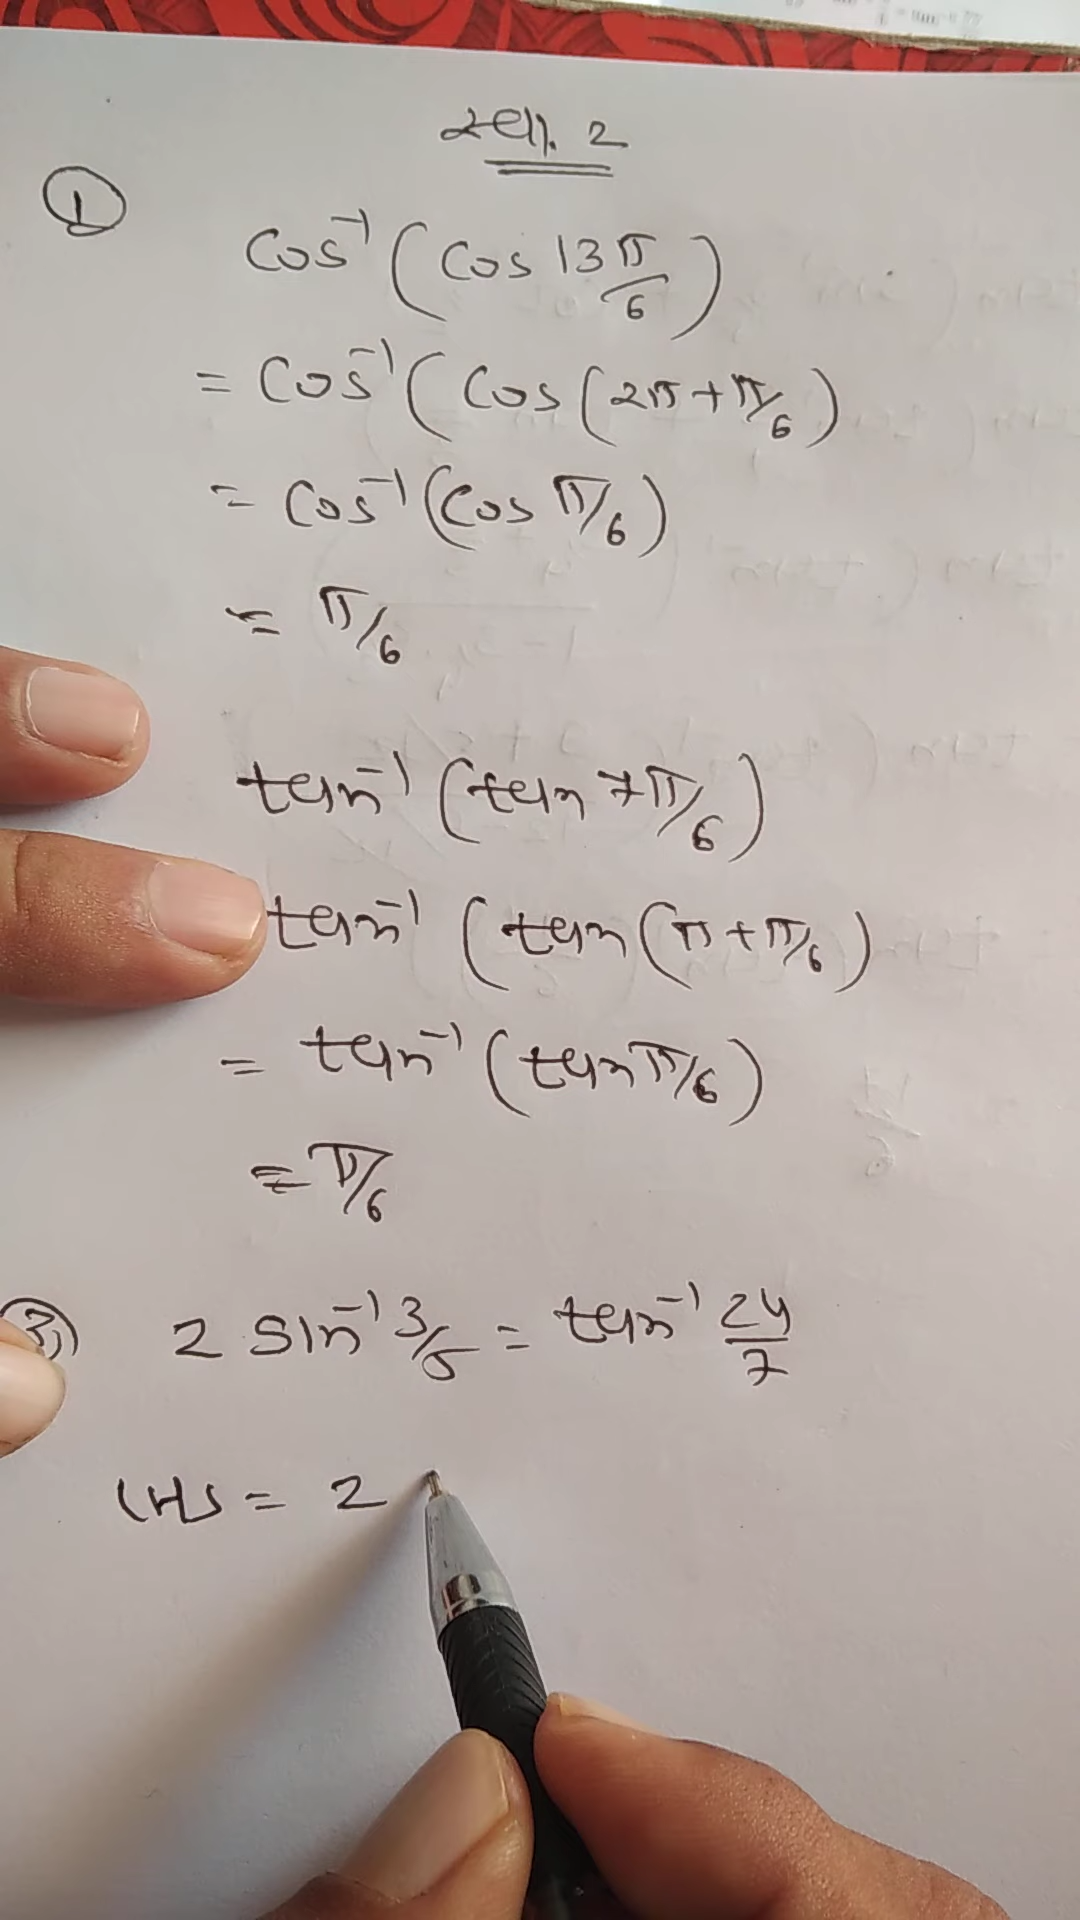 સ્વા. 2
①
cos⁻¹ (cos 13π/6)
= cos⁻¹ (cos (2π + π/6)
= cos⁻¹ (cos π/6)
= π/6
tan⁻¹ (tan 7π/6)
tan⁻¹ (tan (π + π/6)
= tan⁻¹ (tan π/6)
= π/6
③ 2 sin⁻¹ 3/5 = tan⁻¹ 24/7
LHS = 2